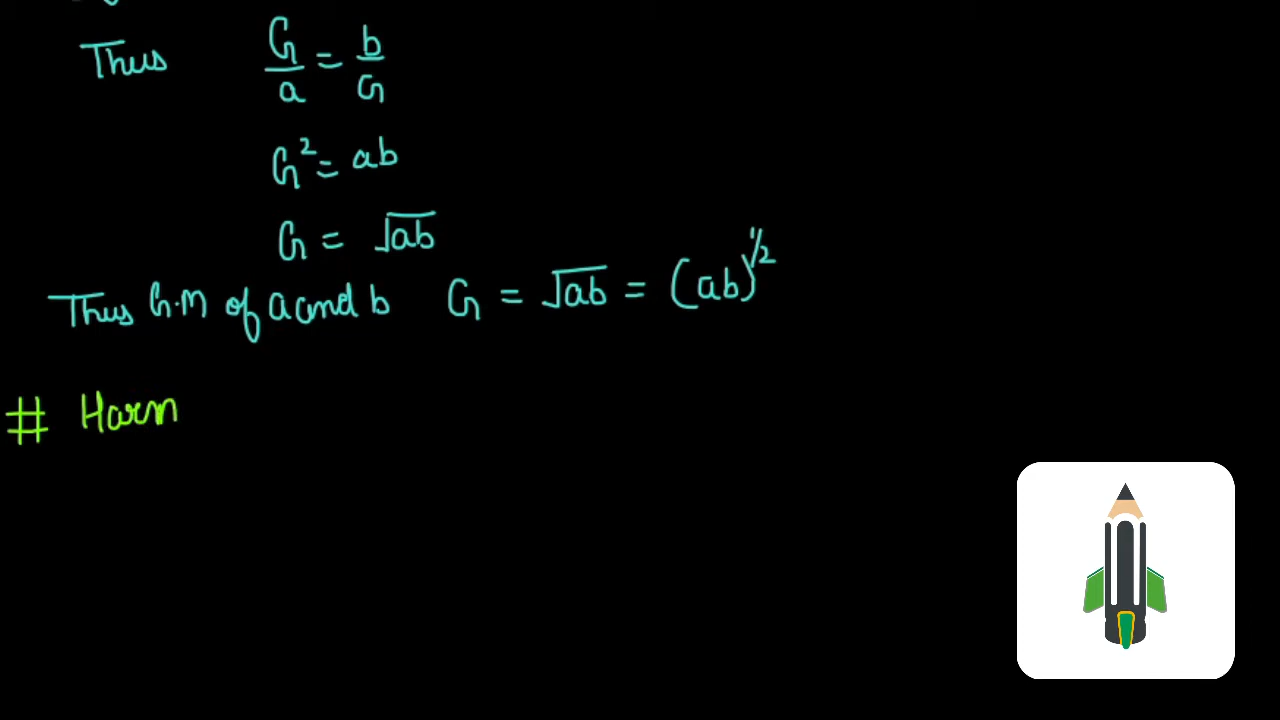 Thus G/a = b/G
G² = ab
G = √ab
Thus G.M of a and b G = √ab = (ab)^1/2
# Harm